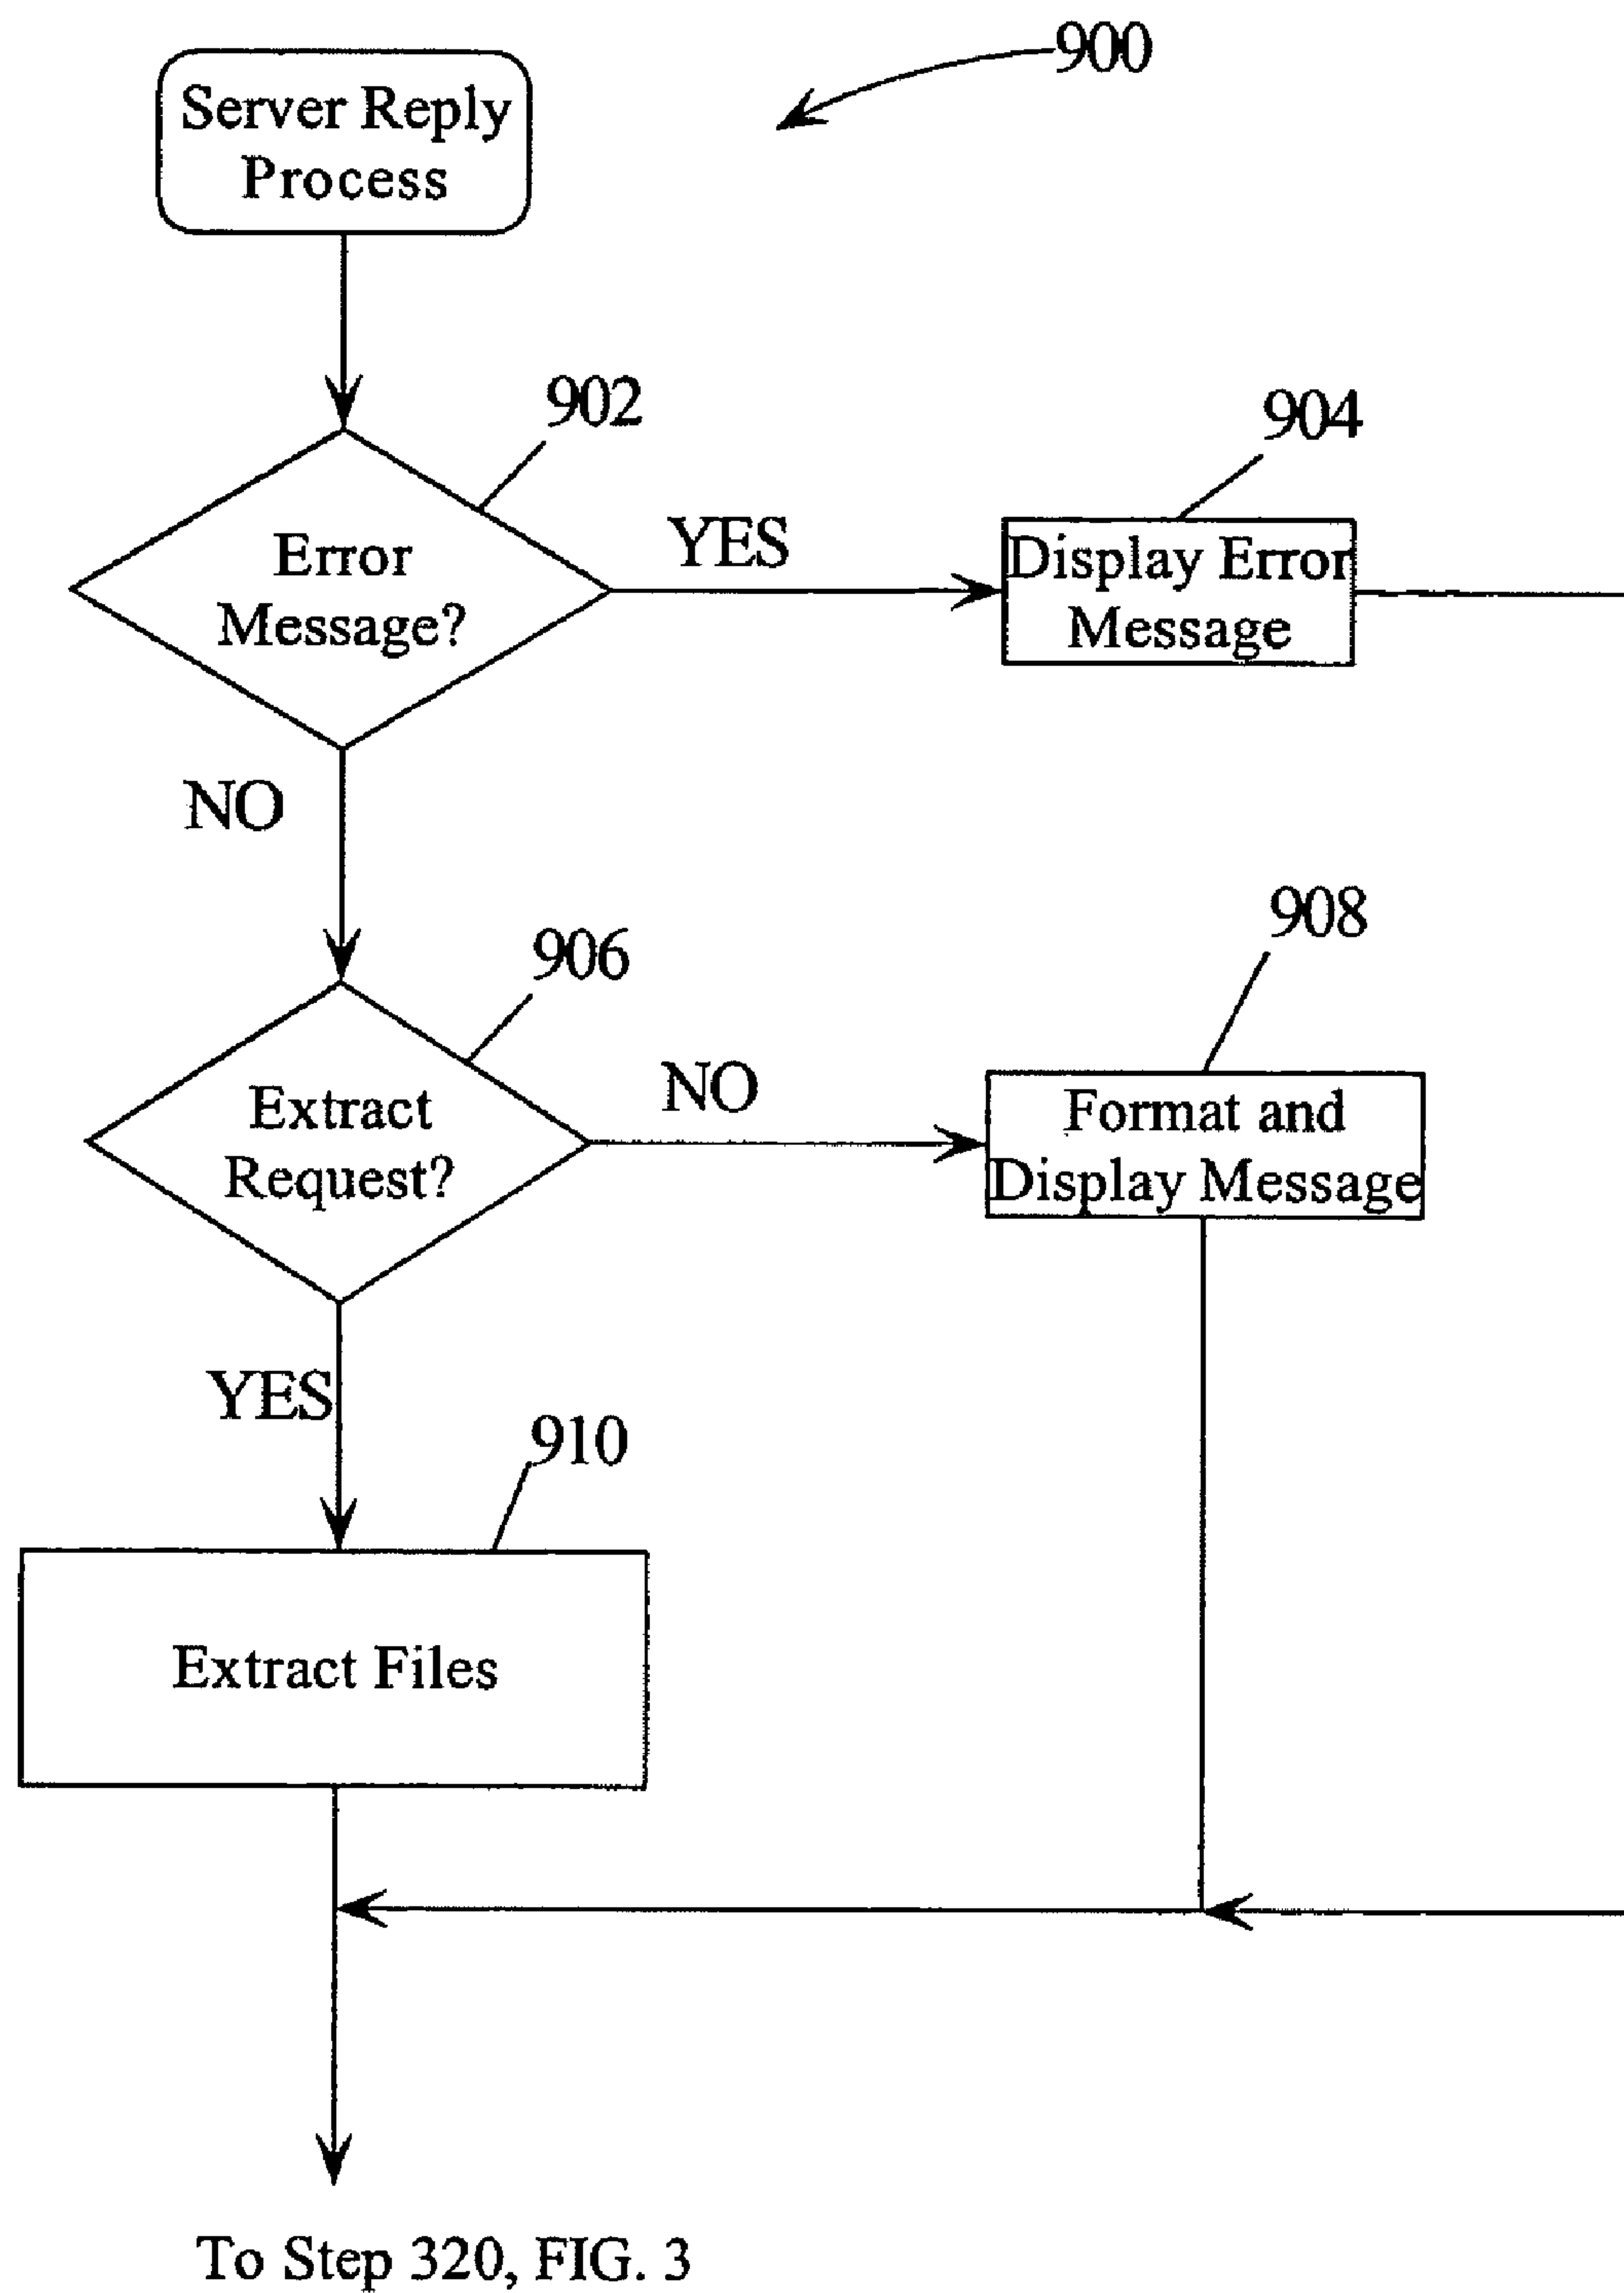 900
Server Reply
Process
902
904
Error
Message?
YES
Display Error
Message
NO
906
908
Extract
Request?
NO
Format and
Display Message
YES
910
Extract Files
To Step 320, FIG. 3